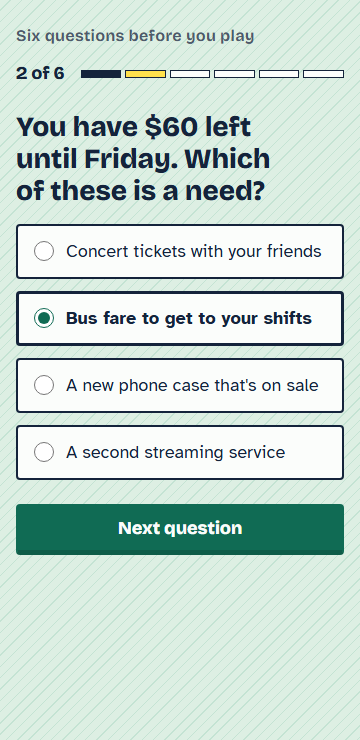 Six questions before you play
2 of 6
You have $60 left
until Friday. Which
of these is a need?
Concert tickets with your friends
Bus fare to get to your shifts
A new phone case that's on sale
A second streaming service
Next question